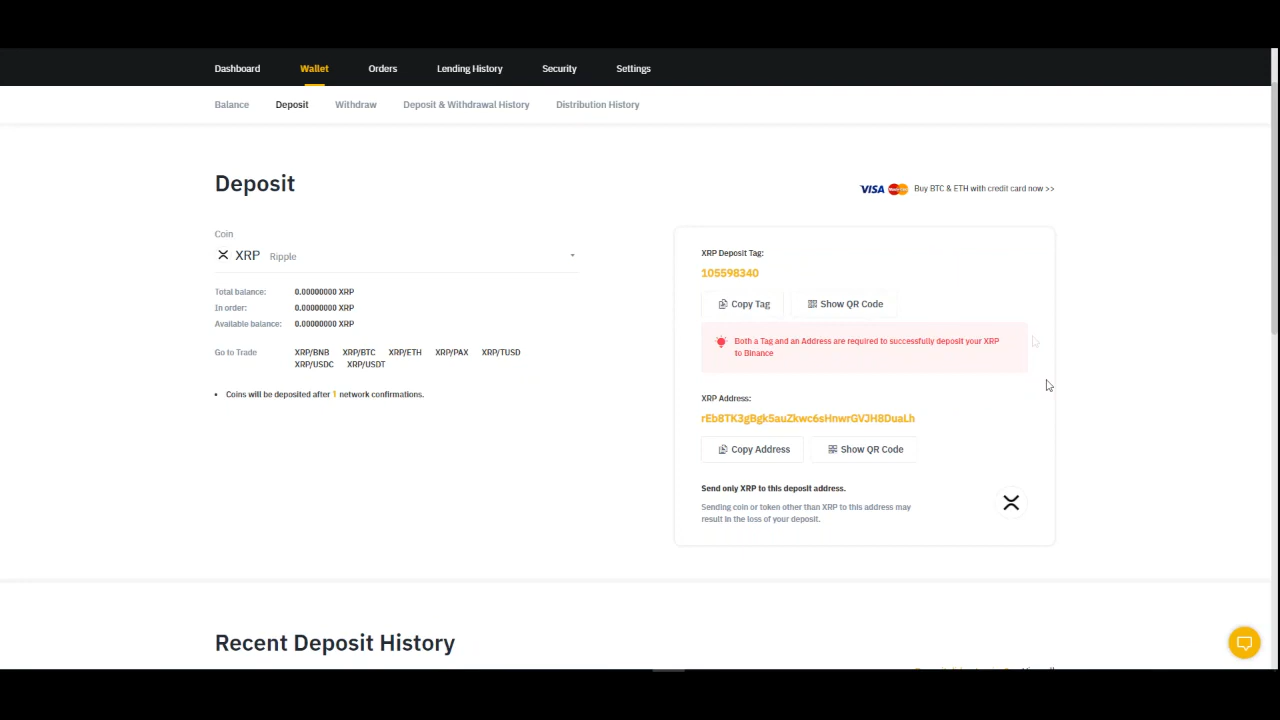 Dashboard Wallet Orders Lending History Security Settings
Balance Deposit Withdraw Deposit & Withdrawal History Distribution History
Deposit
VISA MasterCard Buy BTC & ETH with credit card now >>
Coin
XRP Ripple
Total balance: 0.00000000 XRP
In order: 0.00000000 XRP
Available balance: 0.00000000 XRP
Go to Trade XRP/BNB XRP/BTC XRP/ETH XRP/PAX XRP/TUSD
XRP/USDC XRP/USDT
• Coins will be deposited after 1 network confirmations.
XRP Deposit Tag:
105598340
Copy Tag Show QR Code
Both a Tag and an Address are required to successfully deposit your XRP
to Binance
XRP Address:
rEb8TK3gBgk5auZkwc6sHnwrGVJH8DuaLh
Copy Address Show QR Code
Send only XRP to this deposit address.
Sending coin or token other than XRP to this address may
result in the loss of your deposit.
Recent Deposit History